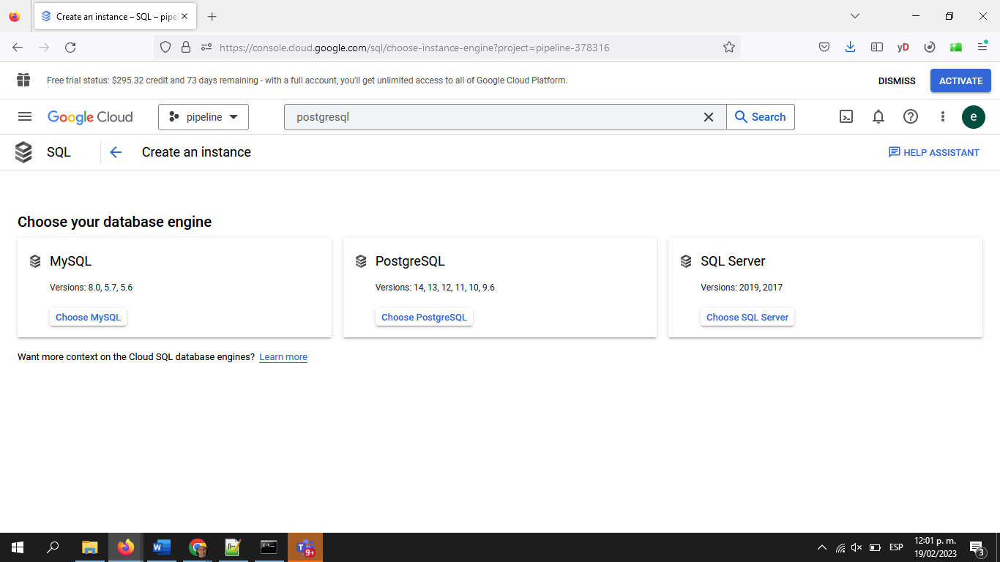 Create an instance – SQL – pipel
https://console.cloud.google.com/sql/choose-instance-engine?project=pipeline-378316
yD
Free trial status: $295.32 credit and 73 days remaining - with a full account, you'll get unlimited access to all of Google Cloud Platform.
DISMISS
ACTIVATE
Google Cloud
pipeline
postgresql
Search
e
SQL
Create an instance
HELP ASSISTANT
Choose your database engine
MySQL
Versions: 8.0, 5.7, 5.6
Choose MySQL
PostgreSQL
Versions: 14, 13, 12, 11, 10, 9.6
Choose PostgreSQL
SQL Server
Versions: 2019, 2017
Choose SQL Server
Want more context on the Cloud SQL database engines? Learn more
W
T
9+
ESP
12:01 p. m.
19/02/2023
3